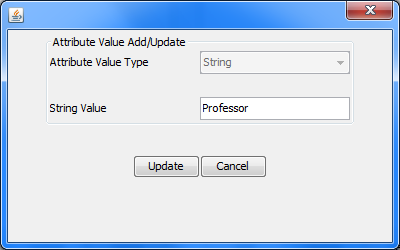 Attribute Value Add/Update
Attribute Value Type
String
String Value
Professor
Update
Cancel